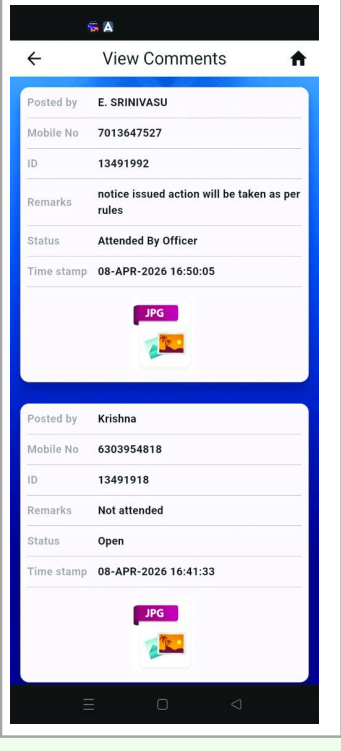 A
View Comments
Posted by E. SRINIVASU
Mobile No 7013647527
ID 13491992
Remarks notice issued action will be taken as per
rules
Status Attended By Officer
Time stamp 08-APR-2026 16:50:05
JPG
Posted by Krishna
Mobile No 6303954818
ID 13491918
Remarks Not attended
Status Open
Time stamp 08-APR-2026 16:41:33
JPG